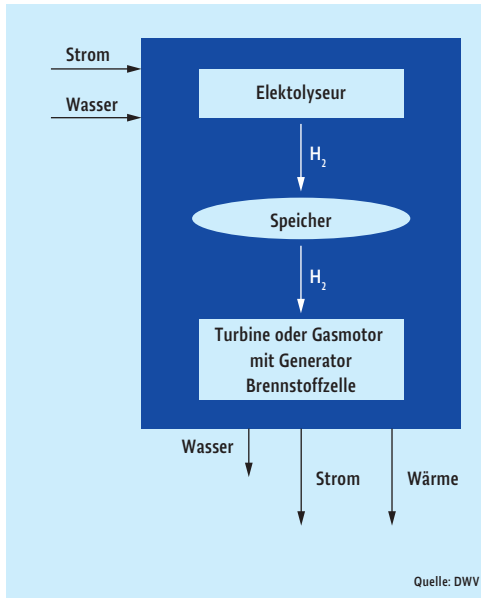 Strom
Wasser
Elektolyseur
H2
Speicher
H2
Turbine oder Gasmotor
mit Generator
Brennstoffzelle
Wasser
Strom
Wärme
Quelle: DWV